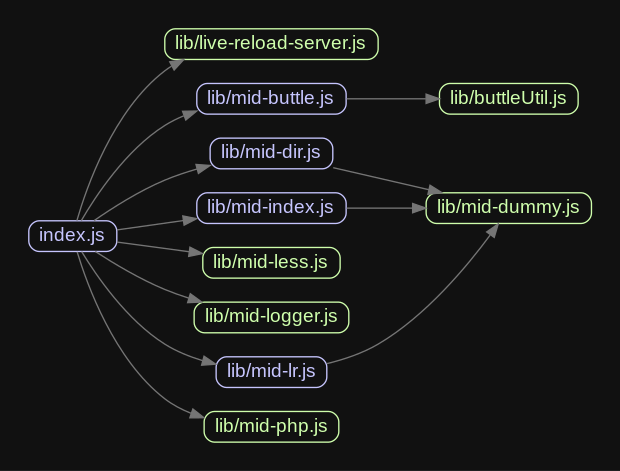 lib/live-reload-server.js
lib/mid-buttle.js
lib/buttleUtil.js
lib/mid-dir.js
lib/mid-index.js
lib/mid-dummy.js
index.js
lib/mid-less.js
lib/mid-logger.js
lib/mid-lr.js
lib/mid-php.js